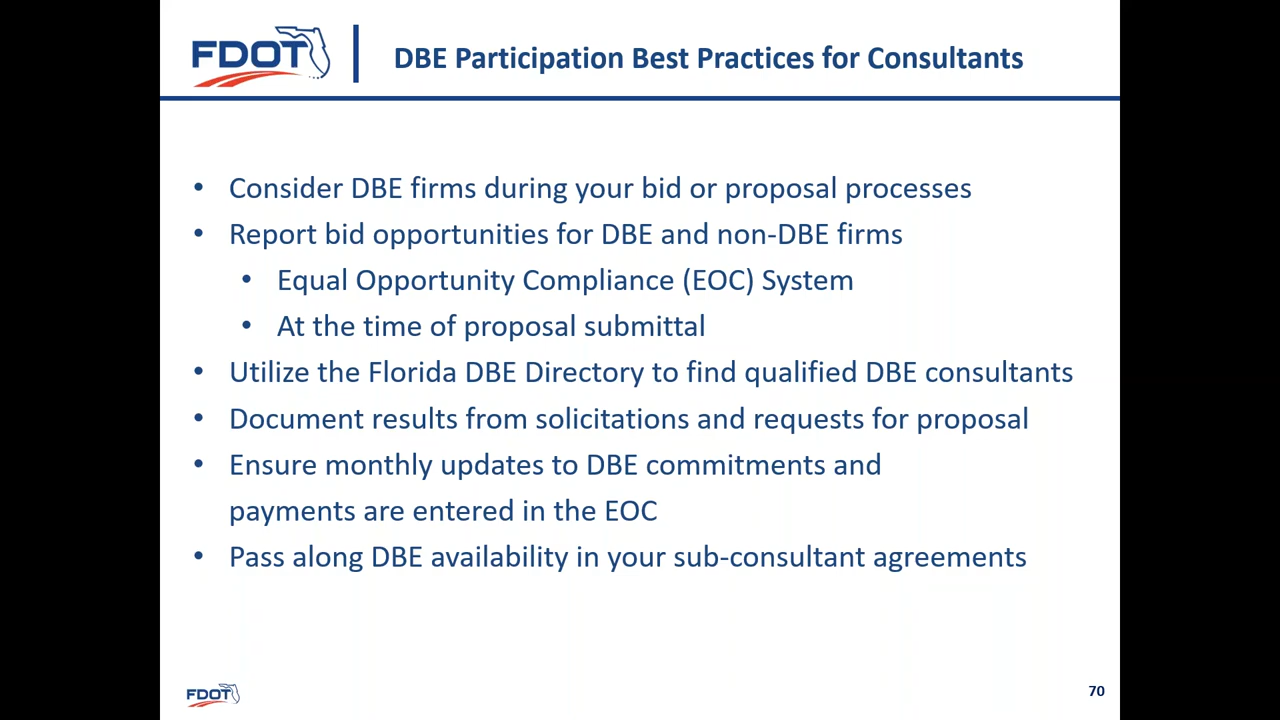 FDOT
DBE Participation Best Practices for Consultants
• Consider DBE firms during your bid or proposal processes
• Report bid opportunities for DBE and non-DBE firms
• Equal Opportunity Compliance (EOC) System
• At the time of proposal submittal
• Utilize the Florida DBE Directory to find qualified DBE consultants
• Document results from solicitations and requests for proposal
• Ensure monthly updates to DBE commitments and
payments are entered in the EOC
• Pass along DBE availability in your sub-consultant agreements
FDOT
70